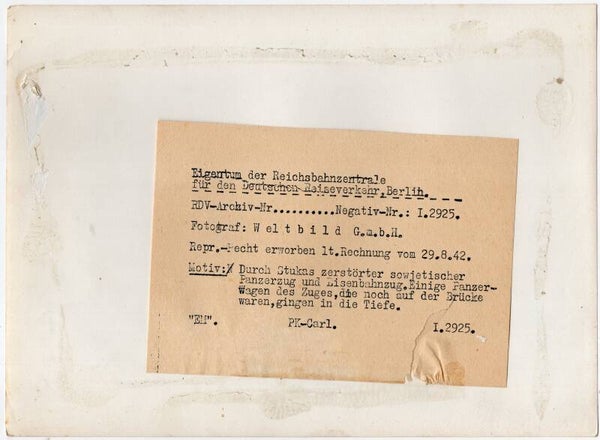 Eigentum der Reichsbahnzentrale
für den Deutschen Reiseverkehr, Berlin.
RDV-Archiv-Nr..........Negativ-Nr.: I.2925.
Fotograf: W e l t b i l d  G.m.b.H.
Repr.-Recht erworben lt.Rechnung vom 29.8.42.
Motiv: Durch Stukas zerstörter sowjetischer
Panzerzug und Eisenbahnzug.Einige Panzer-
Wagen des Zuges,die noch auf der Brücke
waren,gingen in die Tiefe.
"EM". PK-Carl. I.2925.